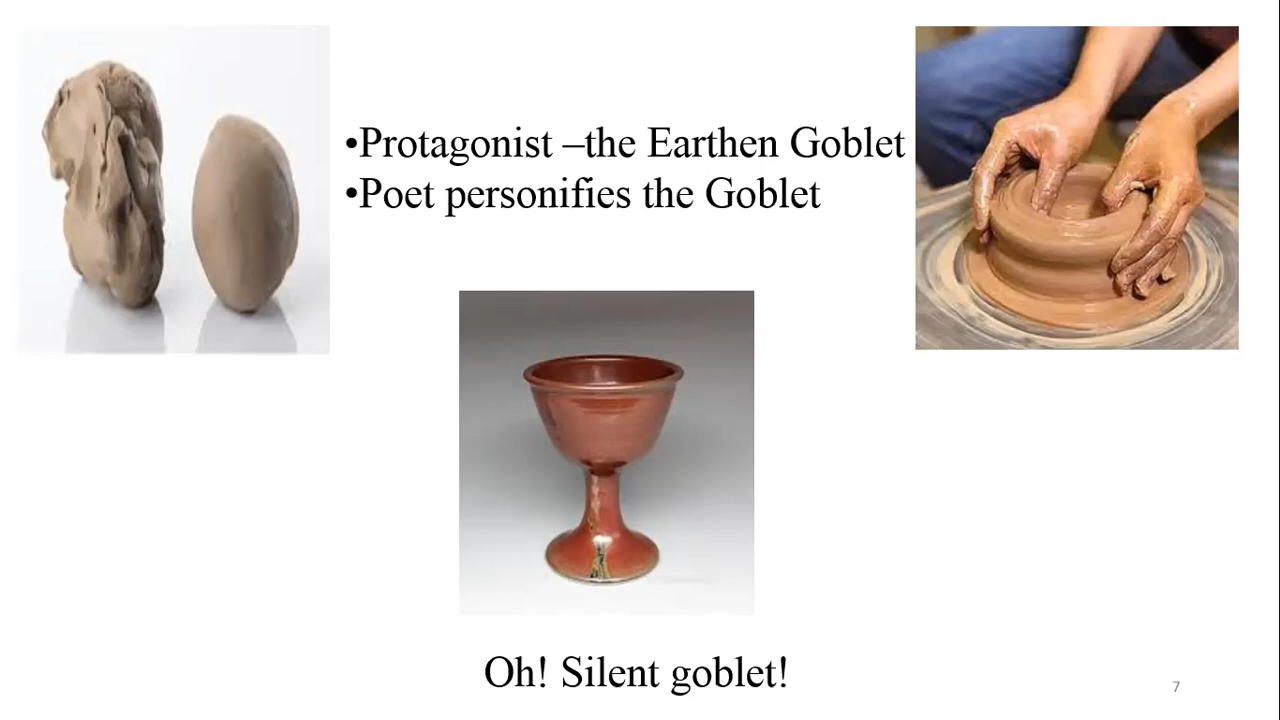 •Protagonist –the Earthen Goblet
•Poet personifies the Goblet
Oh! Silent goblet!
7